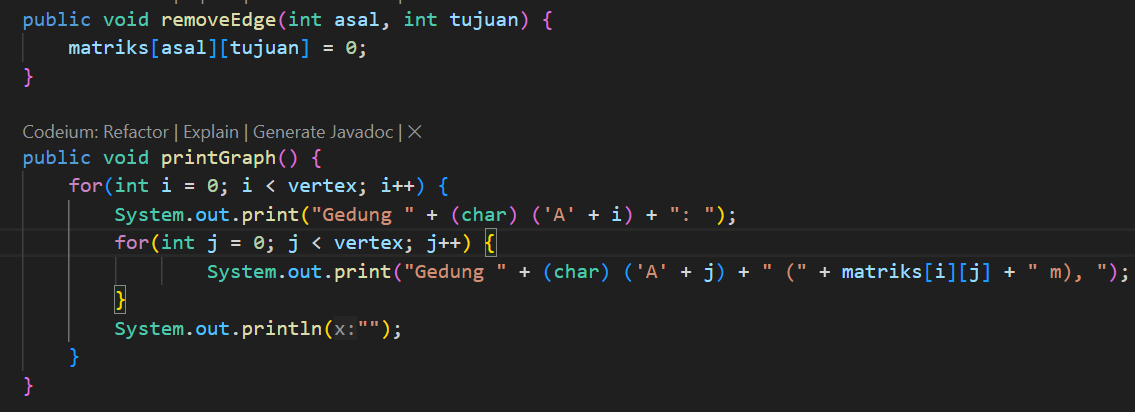 public void removeEdge(int asal, int tujuan) {
matriks[asal][tujuan] = 0;
}
Codeium: Refactor | Explain | Generate Javadoc | ×
public void printGraph() {
for(int i = 0; i < vertex; i++) {
System.out.print("Gedung " + (char) ('A' + i) + ": ");
for(int j = 0; j < vertex; j++) {
System.out.print("Gedung " + (char) ('A' + j) + " (" + matriks[i][j] + " m), ");
}
System.out.println(x:"");
}
}